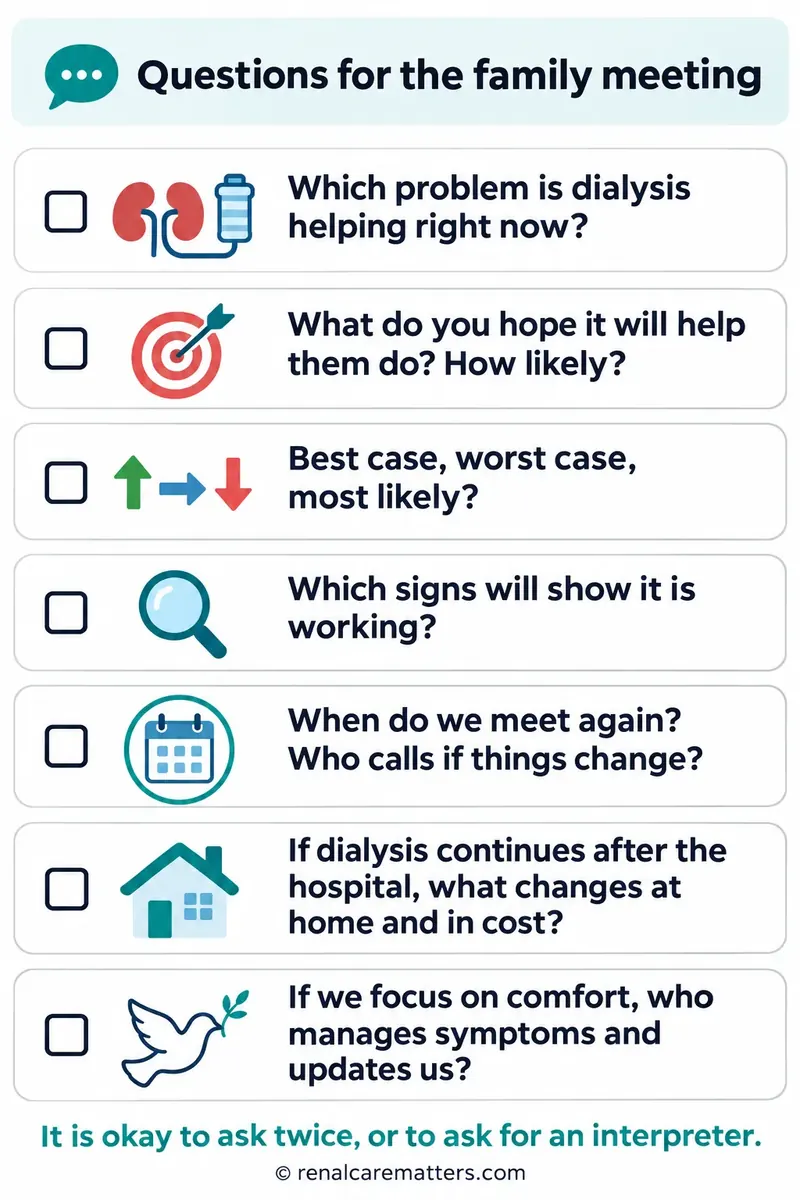 Questions for the family meeting
Which problem is dialysis
helping right now?
What do you hope it will help
them do? How likely?
Best case, worst case,
most likely?
Which signs will show it is
working?
When do we meet again?
Who calls if things change?
If dialysis continues after the
hospital, what changes at
home and in cost?
If we focus on comfort, who
manages symptoms and
updates us?
It is okay to ask twice, or to ask for an interpreter.
© renalcarematters.com